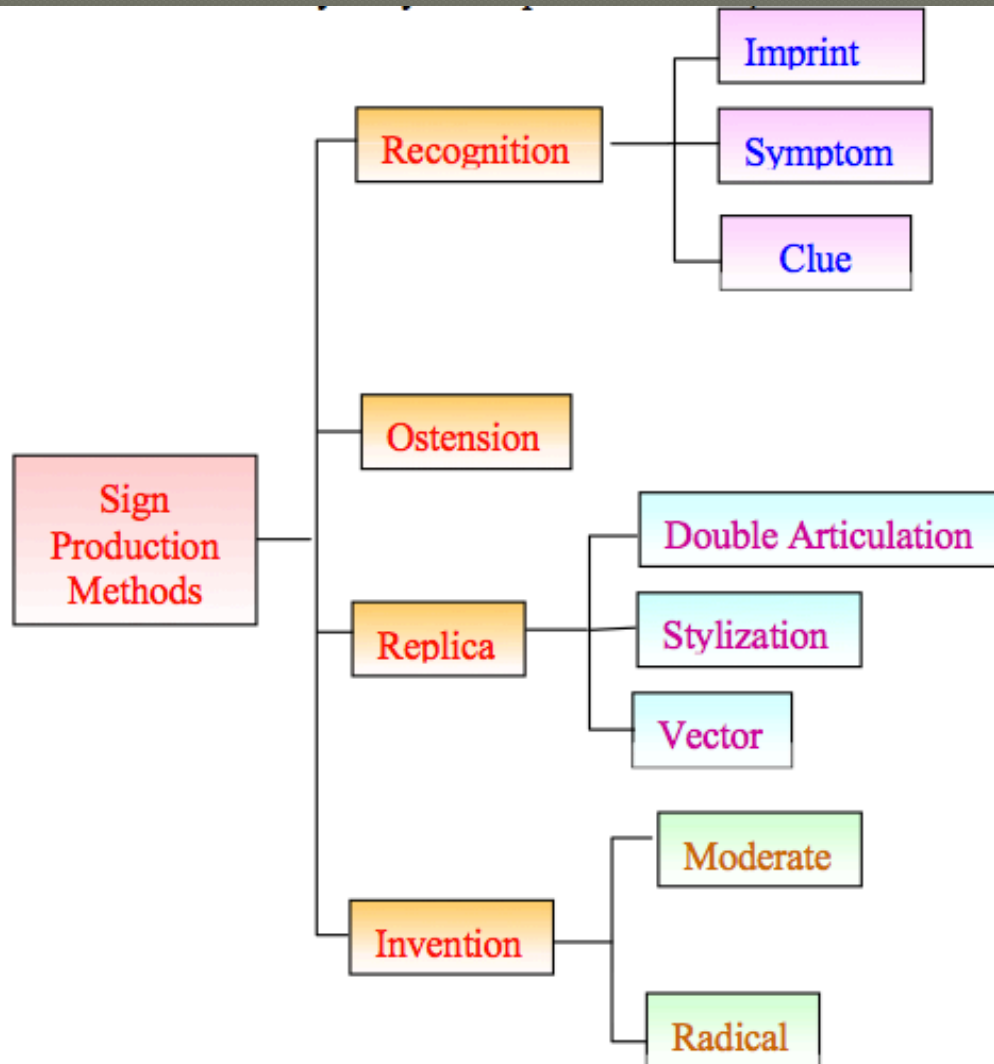 Imprint
Recognition
Symptom
Clue
Ostension
Sign
Production
Methods
Double Articulation
Replica
Stylization
Vector
Moderate
Invention
Radical